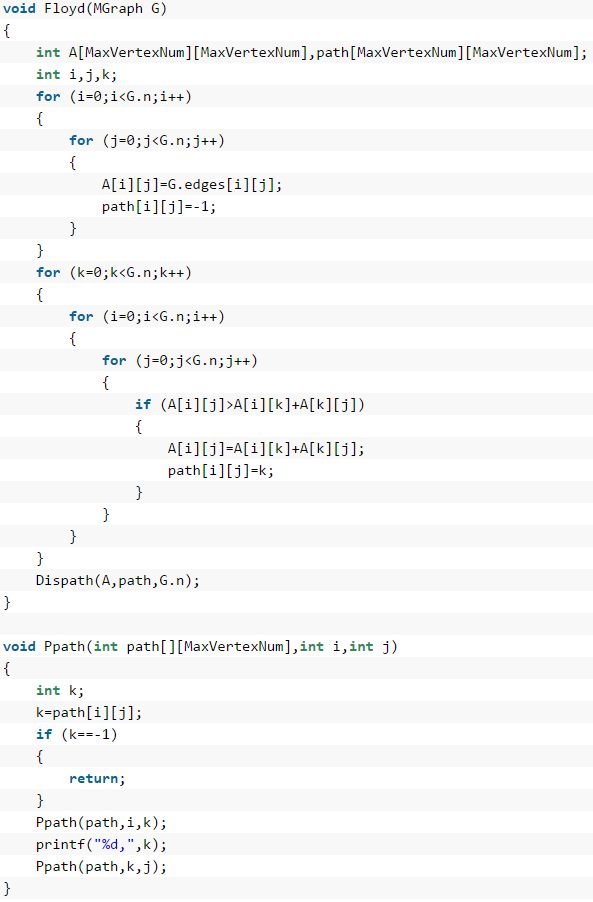 void Floyd(MGraph G)
{
    int A[MaxVertexNum][MaxVertexNum],path[MaxVertexNum][MaxVertexNum];
    int i,j,k;
    for (i=0;i<G.n;i++)
    {
        for (j=0;j<G.n;j++)
        {
            A[i][j]=G.edges[i][j];
            path[i][j]=-1;
        }
    }
    for (k=0;k<G.n;k++)
    {
        for (i=0;i<G.n;i++)
        {
            for (j=0;j<G.n;j++)
            {
                if (A[i][j]>A[i][k]+A[k][j])
                {
                    A[i][j]=A[i][k]+A[k][j];
                    path[i][j]=k;
                }
            }
        }
    }
    Dispath(A,path,G.n);
}

void Ppath(int path[][MaxVertexNum],int i,int j)
{
    int k;
    k=path[i][j];
    if (k==-1)
    {
        return;
    }
    Ppath(path,i,k);
    printf("%d,",k);
    Ppath(path,k,j);
}